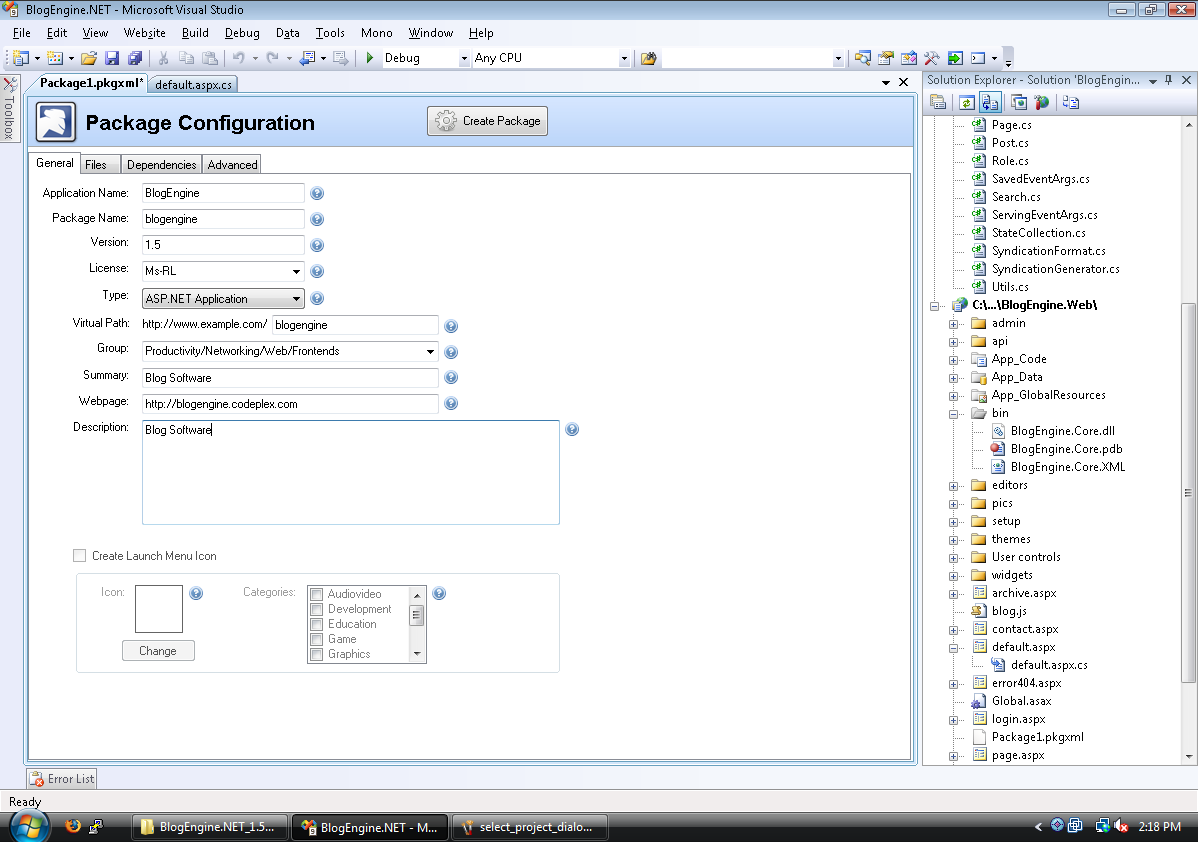 BlogEngine.NET - Microsoft Visual Studio
File Edit View Website Build Debug Data Tools Mono Window Help
Debug Any CPU
Toolbox
Package1.pkgxml* default.aspx.cs
Package Configuration
Create Package
General Files Dependencies Advanced
Application Name: BlogEngine
Package Name: blogengine
Version: 1.5
License: Ms-RL
Type: ASP.NET Application
Virtual Path: http://www.example.com/ blogengine
Group: Productivity/Networking/Web/Frontends
Summary: Blog Software
Webpage: http://blogengine.codeplex.com
Description: Blog Software
Create Launch Menu Icon
Icon:
Change
Categories:
Audiovideo
Development
Education
Game
Graphics
Solution Explorer - Solution 'BlogEngin...
Page.cs
Post.cs
Role.cs
SavedEventArgs.cs
Search.cs
ServingEventArgs.cs
StateCollection.cs
SyndicationFormat.cs
SyndicationGenerator.cs
Utils.cs
C:\...\BlogEngine.Web\
admin
api
App_Code
App_Data
App_GlobalResources
bin
BlogEngine.Core.dll
BlogEngine.Core.pdb
BlogEngine.Core.XML
editors
pics
setup
themes
User controls
widgets
archive.aspx
blog.js
contact.aspx
default.aspx
default.aspx.cs
error404.aspx
Global.asax
login.aspx
Package1.pkgxml
page.aspx
Error List
Ready
BlogEngine.NET_1.5... BlogEngine.NET - M... select_project_dialo... 2:18 PM